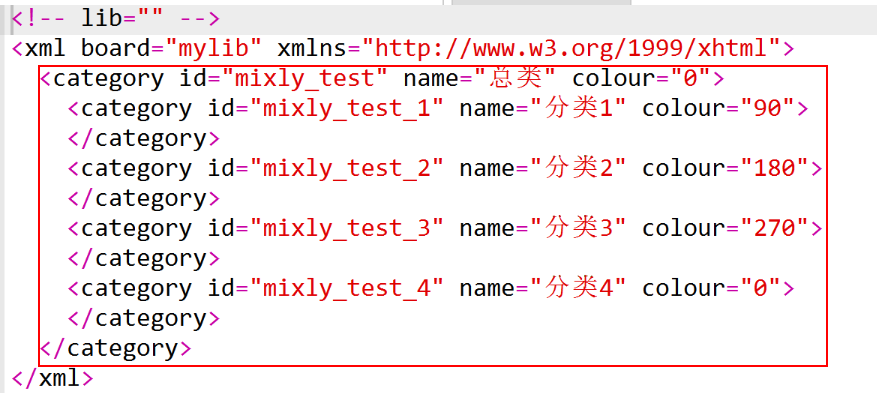 <!-- lib="" -->
<xml board="mylib" xmlns="http://www.w3.org/1999/xhtml">
<category id="mixly_test" name="总类" colour="0">
<category id="mixly_test_1" name="分类1" colour="90">
</category>
<category id="mixly_test_2" name="分类2" colour="180">
</category>
<category id="mixly_test_3" name="分类3" colour="270">
</category>
<category id="mixly_test_4" name="分类4" colour="0">
</category>
</category>
</xml>